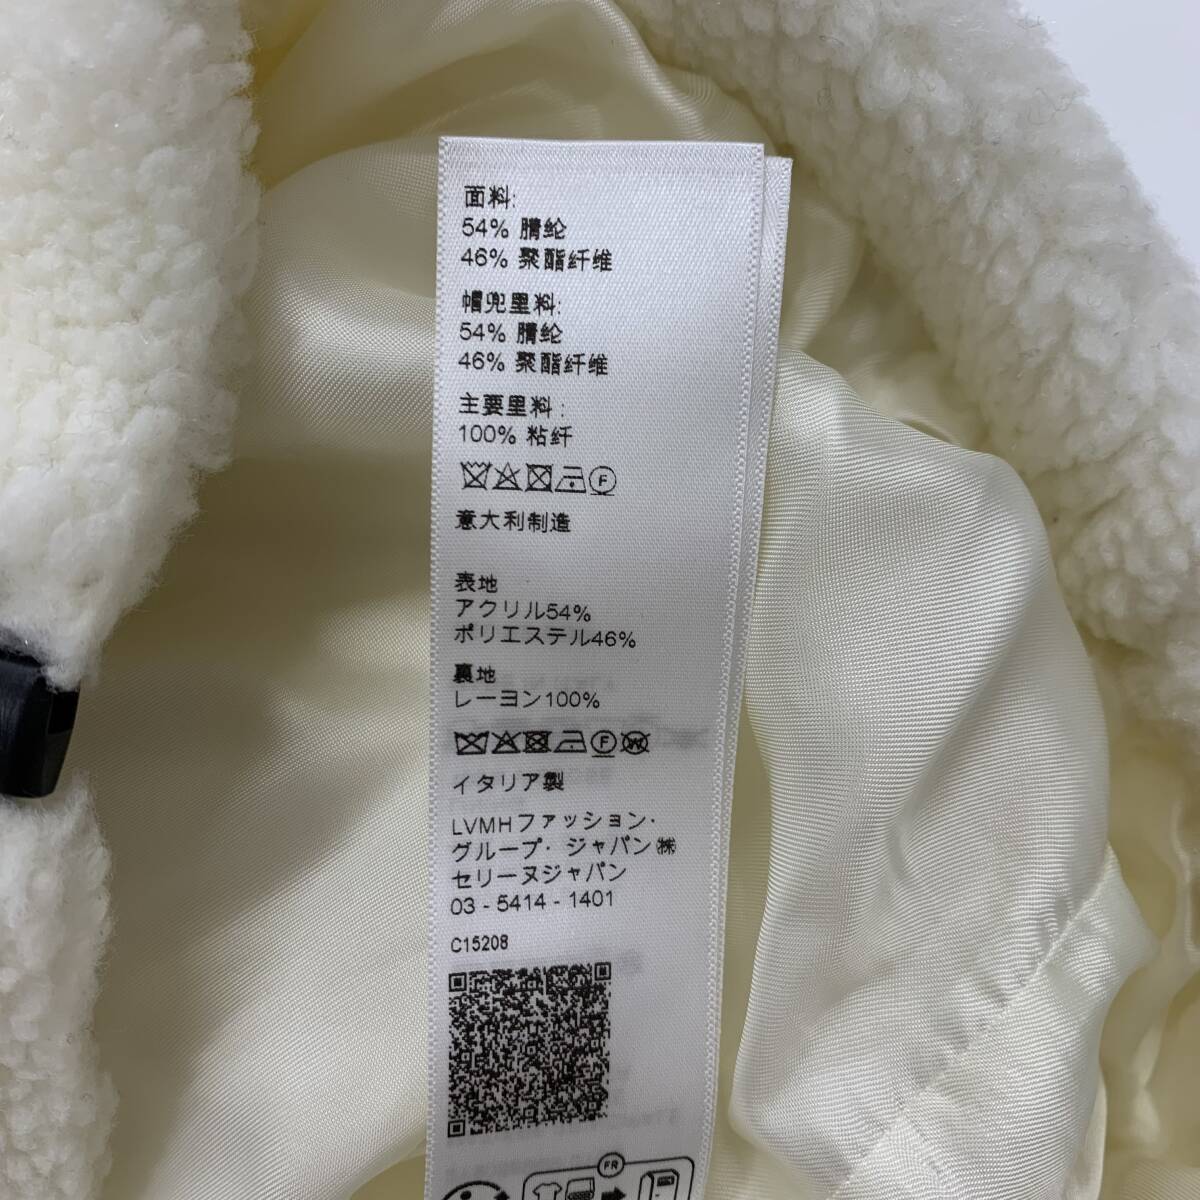 面料:
54% 腈纶
46% 聚酯纤维
帽兜里料:
54% 腈纶
46% 聚酯纤维
主要里料:
100% 粘纤
F
意大利制造
表地
アクリル54%
ポリエステル46%
裏地
レーヨン100%
F W
イタリア製
LVMHファッション・
グループ・ジャパン㈱
セリーヌジャパン
03 - 5414 - 1401
C15208
FR